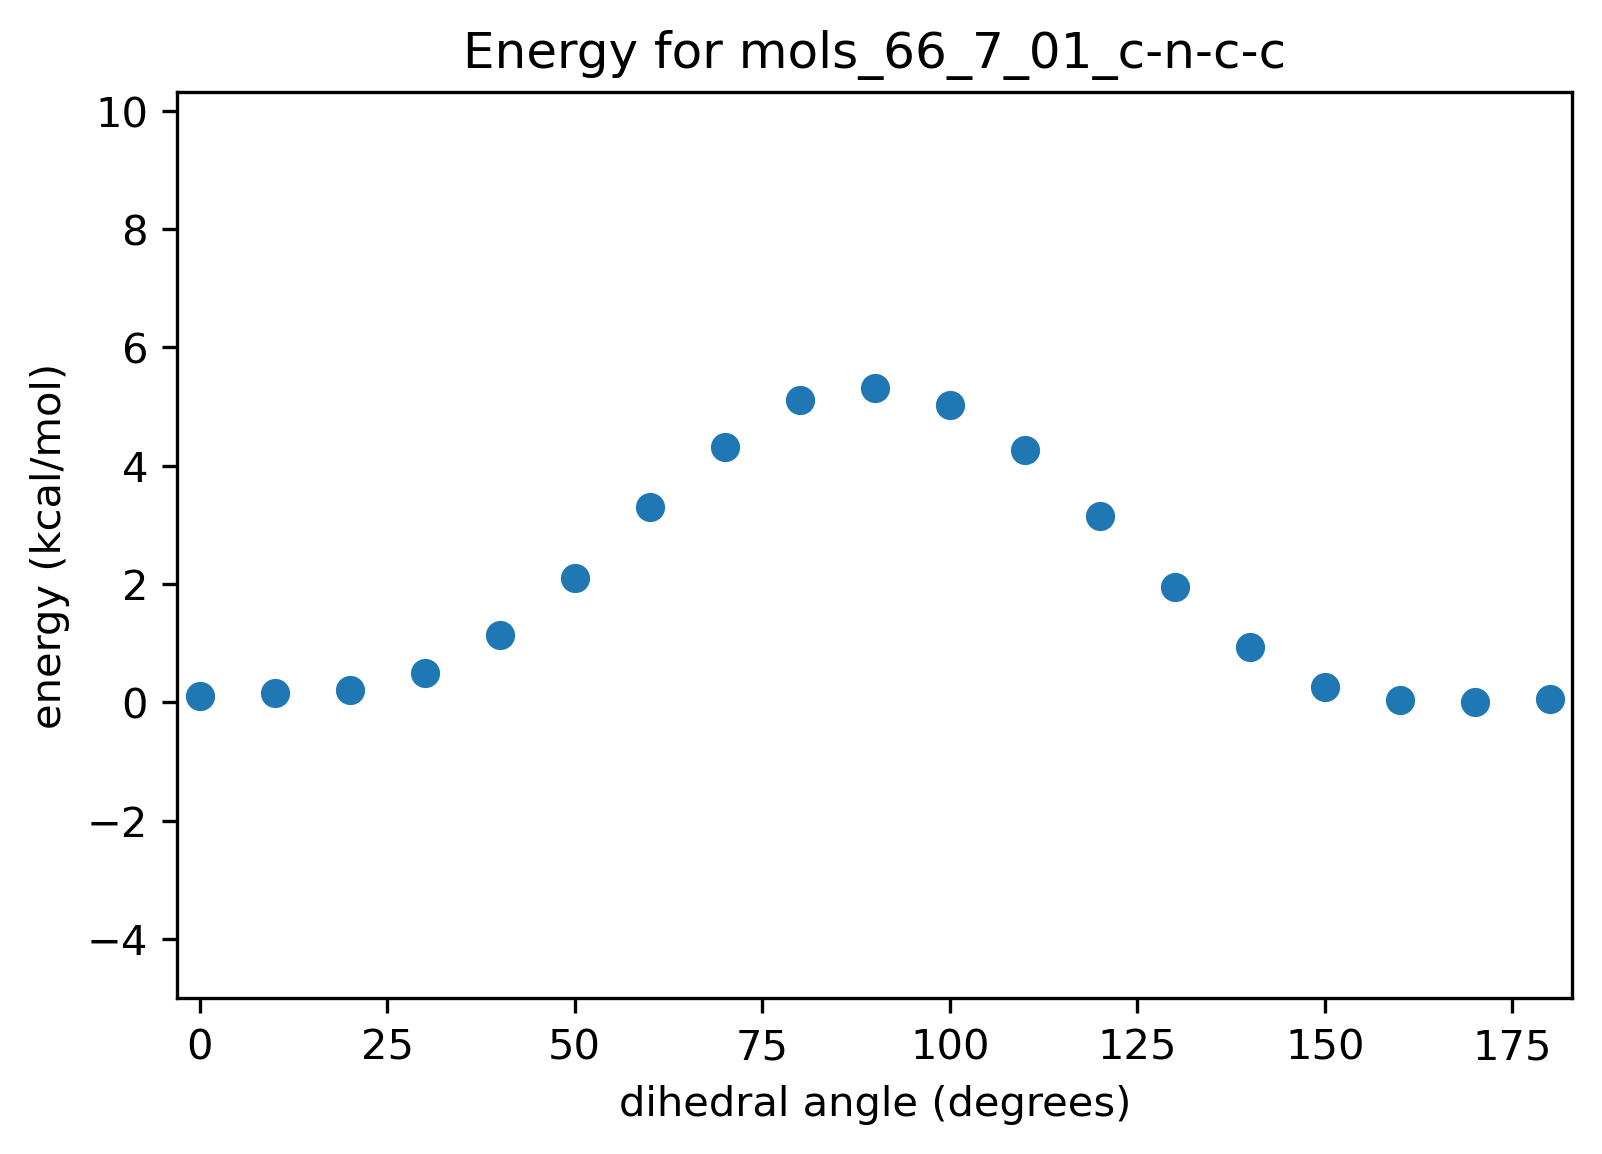 Energy for mols_66_7_01_c-n-c-c
10
8
6
4
2
0
−2
−4
energy (kcal/mol)
0 25 50 75 100 125 150 175
dihedral angle (degrees)